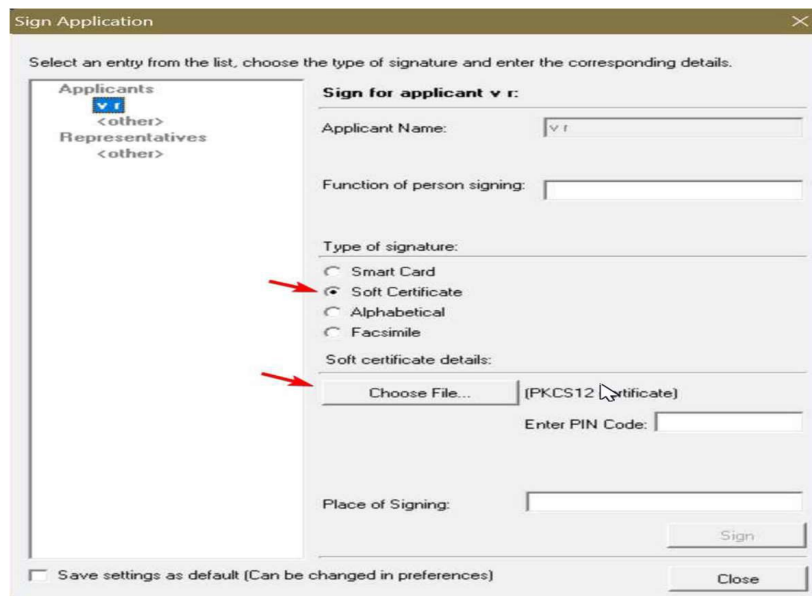 Sign Application
Select an entry from the list, choose the type of signature and enter the corresponding details.
Applicants
v r
<other>
Representatives
<other>
Sign for applicant v r:
Applicant Name:
v r
Function of person signing:
Type of signature:
Smart Card
Soft Certificate
Alphabetical
Facsimile
Soft certificate details:
Choose File...
(PKCS12 tificate)
Enter PIN Code:
Place of Signing:
Sign
Save settings as default (Can be changed in preferences)
Close